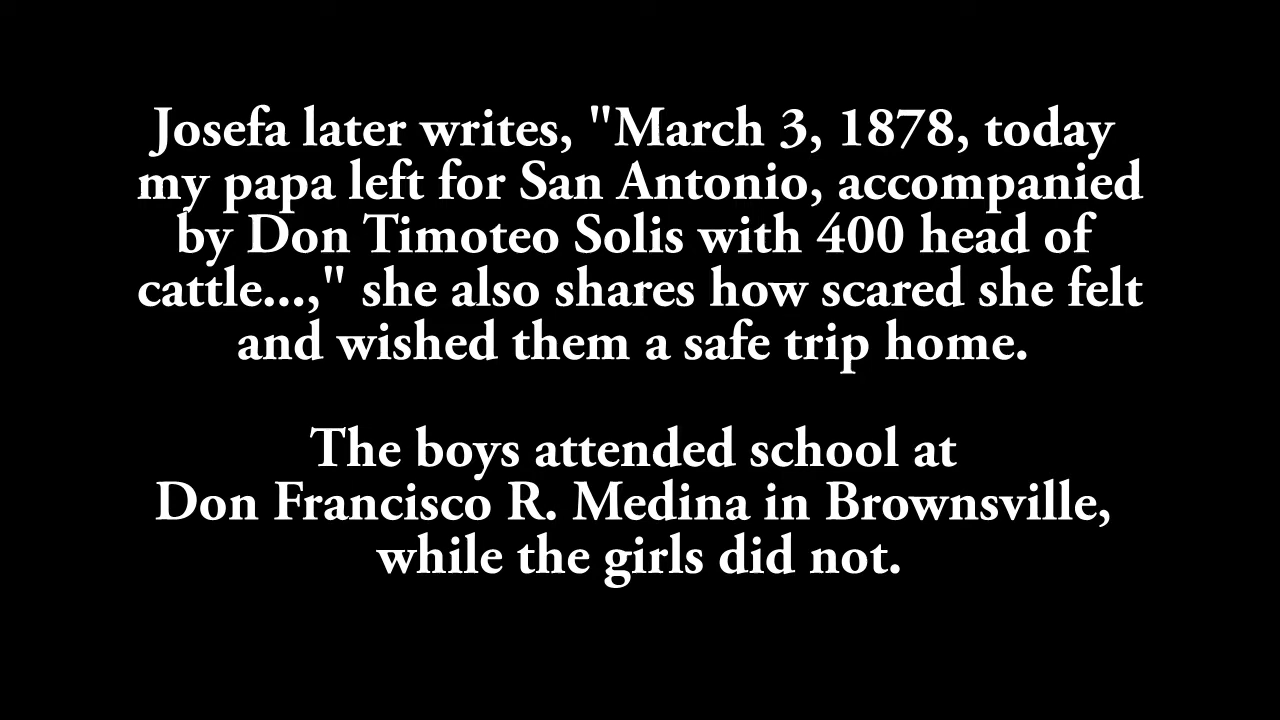 Josefa later writes, "March 3, 1878, today
my papa left for San Antonio, accompanied
by Don Timoteo Solis with 400 head of
cattle...," she also shares how scared she felt
and wished them a safe trip home.
The boys attended school at
Don Francisco R. Medina in Brownsville,
while the girls did not.